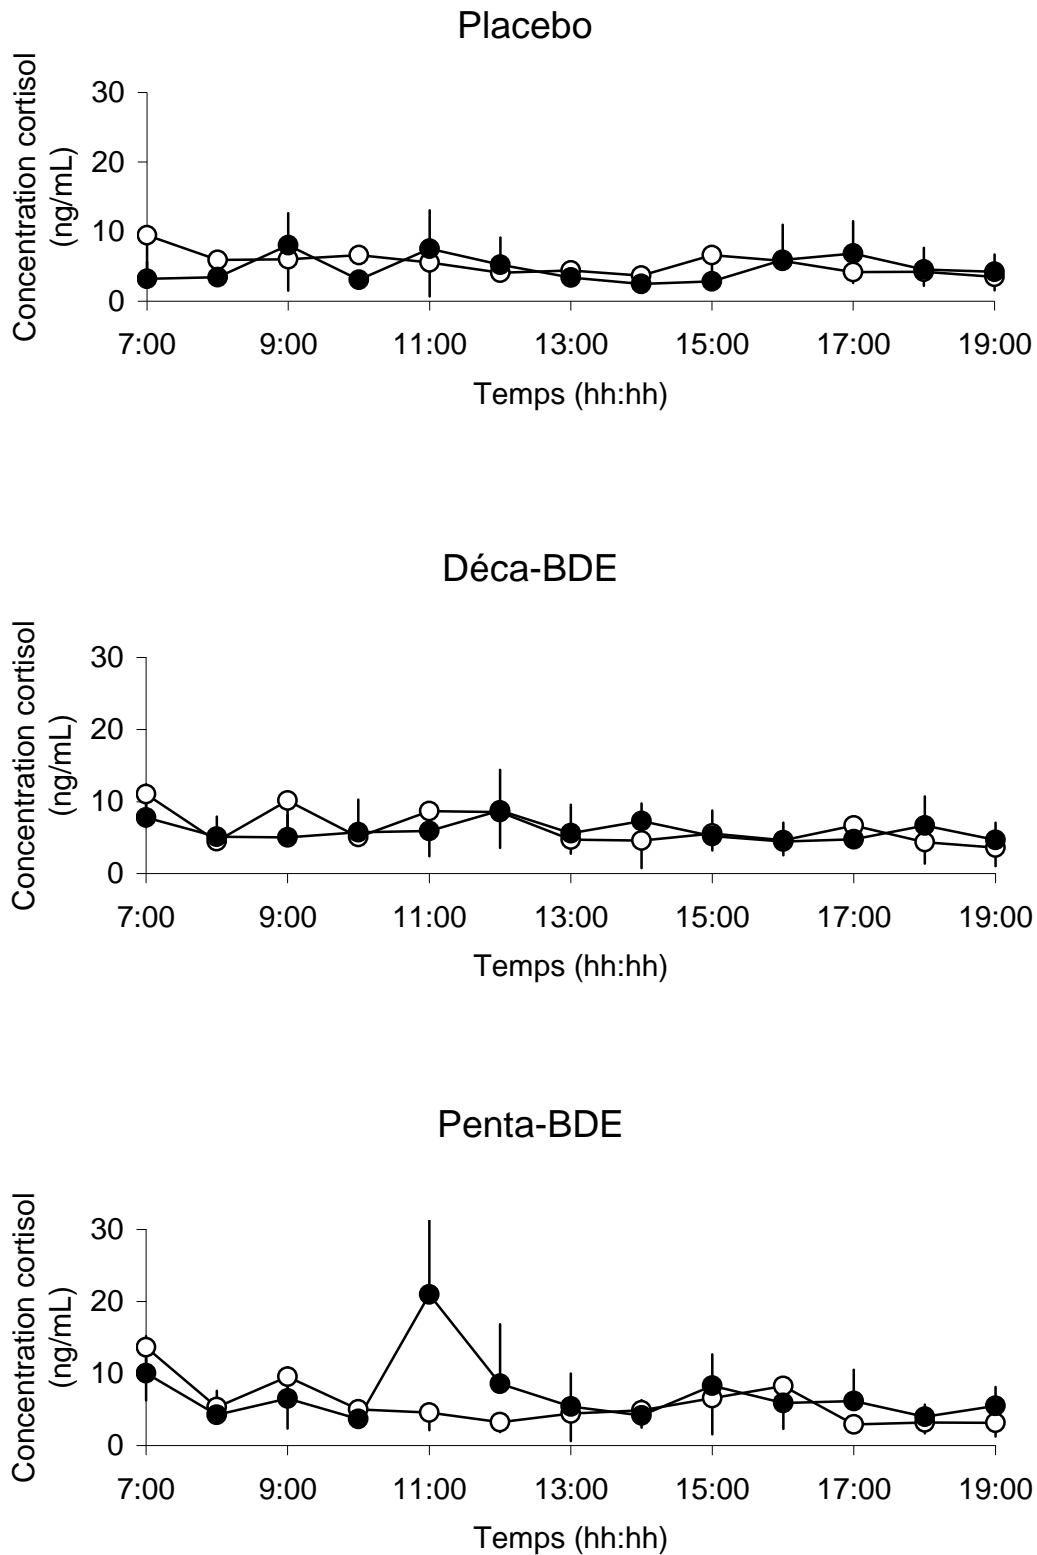 Placebo
Concentration cortisol
(ng/mL)
30
20
10
0
7:00 9:00 11:00 13:00 15:00 17:00 19:00
Temps (hh:hh)
Déca-BDE
Concentration cortisol
(ng/mL)
30
20
10
0
7:00 9:00 11:00 13:00 15:00 17:00 19:00
Temps (hh:hh)
Penta-BDE
Concentration cortisol
(ng/mL)
30
20
10
0
7:00 9:00 11:00 13:00 15:00 17:00 19:00
Temps (hh:hh)